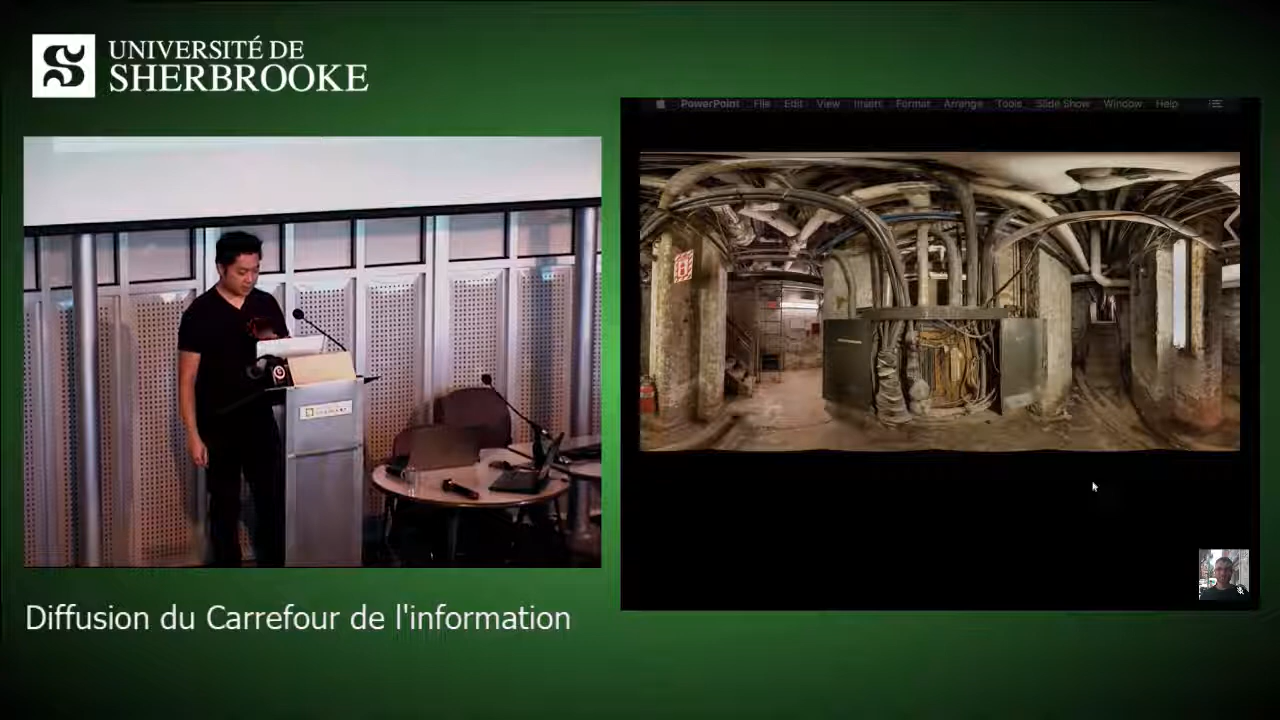 UNIVERSITÉ DE
SHERBROOKE
PowerPoint File Edit View Insert Format Arrange Tools Slide Show Window Help
Diffusion du Carrefour de l'information